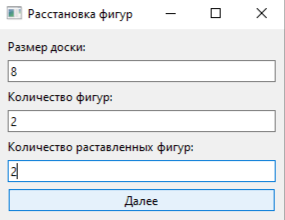 Расстановка фигур
Размер доски:
8
Количество фигур:
2
Количество раставленных фигур:
2
Далее